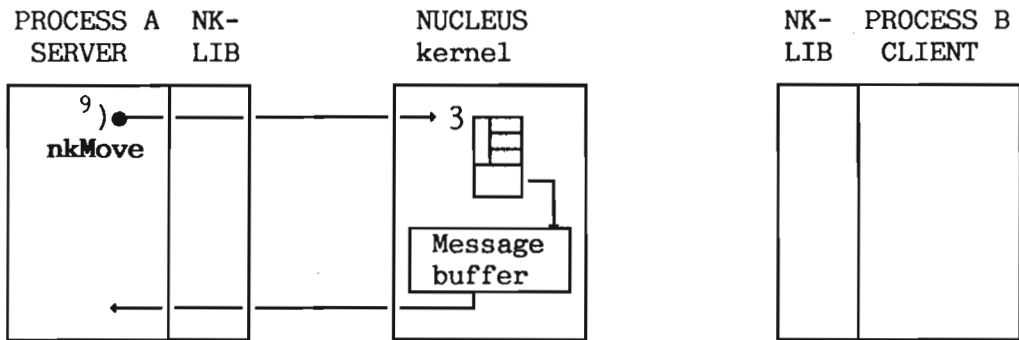 PROCESS A NK- NUCLEUS NK- PROCESS B
SERVER LIB kernel LIB CLIENT
9) 3
nkMove
Message
buffer